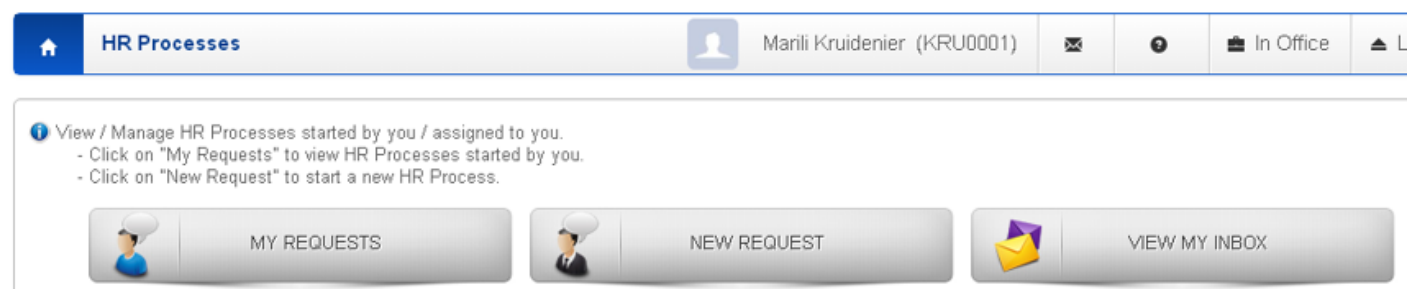 HR Processes Marili Kruidenier (KRU0001) In Office L
View / Manage HR Processes started by you / assigned to you.
- Click on "My Requests" to view HR Processes started by you.
- Click on "New Request" to start a new HR Process.
MY REQUESTS NEW REQUEST VIEW MY INBOX